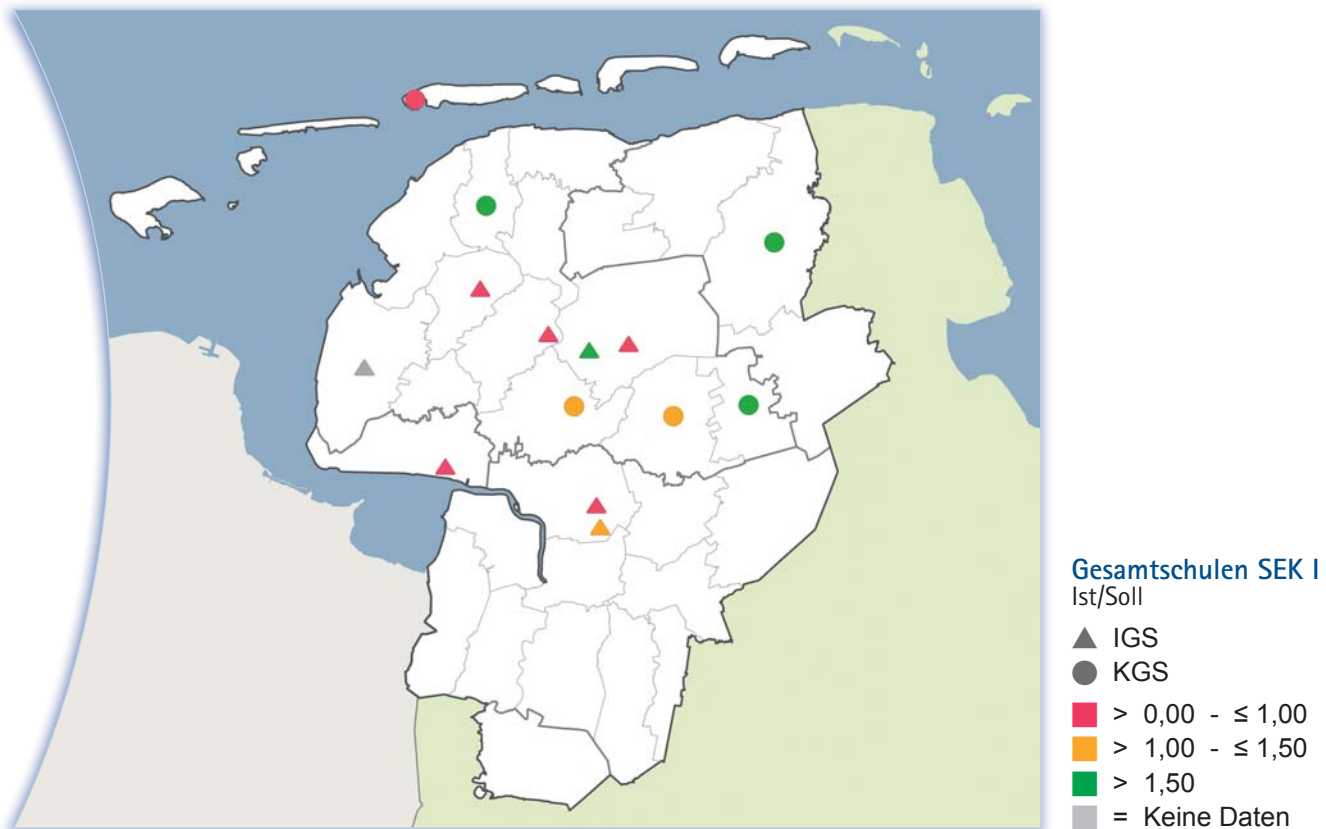 Gesamtschulen SEK I
Ist/Soll
IGS
KGS
> 0,00 - ≤ 1,00
> 1,00 - ≤ 1,50
> 1,50
= Keine Daten